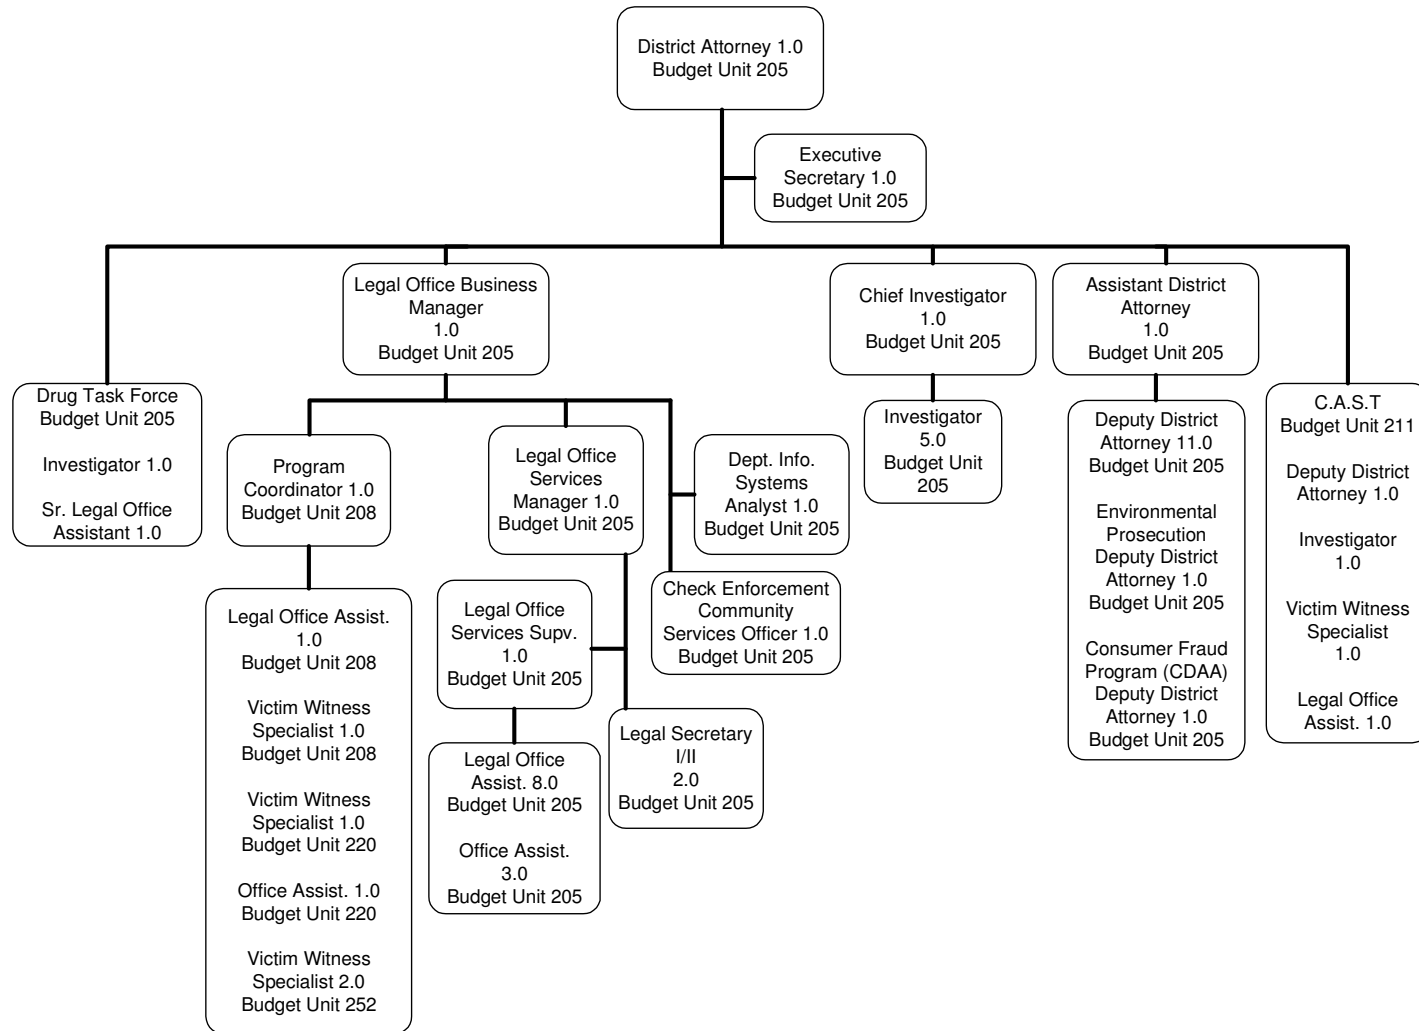 District Attorney 1.0
Budget Unit 205
Executive
Secretary 1.0
Budget Unit 205
Legal Office Business
Manager
1.0
Budget Unit 205
Chief Investigator
1.0
Budget Unit 205
Assistant District
Attorney
1.0
Budget Unit 205
Drug Task Force
Budget Unit 205
Investigator 1.0
Sr. Legal Office
Assistant 1.0
Program
Coordinator 1.0
Budget Unit 208
Legal Office
Services
Manager 1.0
Budget Unit 205
Dept. Info.
Systems
Analyst 1.0
Budget Unit 205
Investigator
5.0
Budget Unit
205
Deputy District
Attorney 11.0
Budget Unit 205
Environmental
Prosecution
Deputy District
Attorney 1.0
Budget Unit 205
Consumer Fraud
Program (CDAA)
Deputy District
Attorney 1.0
Budget Unit 205
C.A.S.T
Budget Unit 211
Deputy District
Attorney 1.0
Investigator
1.0
Victim Witness
Specialist
1.0
Legal Office
Assist. 1.0
Legal Office Assist.
1.0
Budget Unit 208
Victim Witness
Specialist 1.0
Budget Unit 208
Victim Witness
Specialist 1.0
Budget Unit 220
Office Assist. 1.0
Budget Unit 220
Victim Witness
Specialist 2.0
Budget Unit 252
Legal Office
Services Supv.
1.0
Budget Unit 205
Check Enforcement
Community
Services Officer 1.0
Budget Unit 205
Legal Office
Assist. 8.0
Budget Unit 205
Office Assist.
3.0
Budget Unit 205
Legal Secretary
I/II
2.0
Budget Unit 205